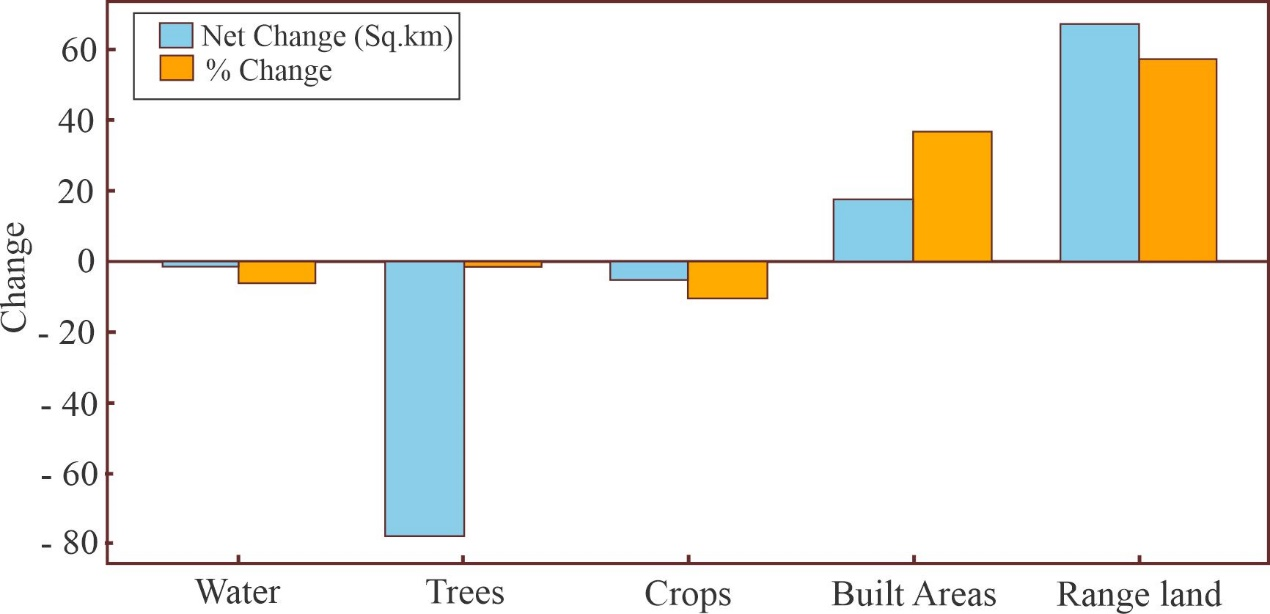 Net Change (Sq.km)
% Change
Change
60
40
20
0
- 20
- 40
- 60
- 80
Water
Trees
Crops
Built Areas
Range land